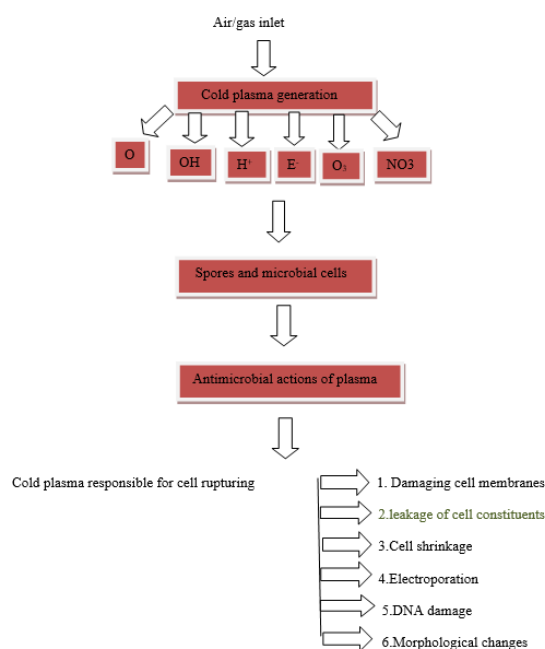 Air/gas inlet
Cold plasma generation
O
OH
H⁺
E⁻
O₃
NO3
Spores and microbial cells
Antimicrobial actions of plasma
Cold plasma responsible for cell rupturing
1. Damaging cell membranes
2.leakage of cell constituents
3.Cell shrinkage
4.Electroporation
5.DNA damage
6.Morphological changes